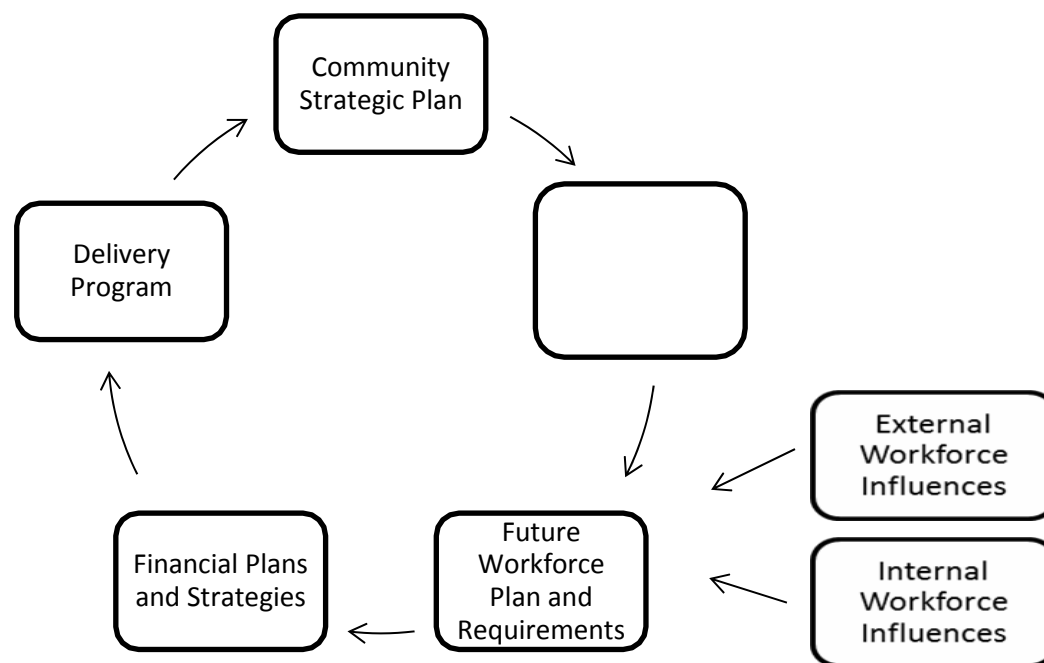 Community
Strategic Plan
Delivery
Program
External
Workforce
Influences
Future
Workforce
Plan and
Requirements
Financial Plans
and Strategies
Internal
Workforce
Influences